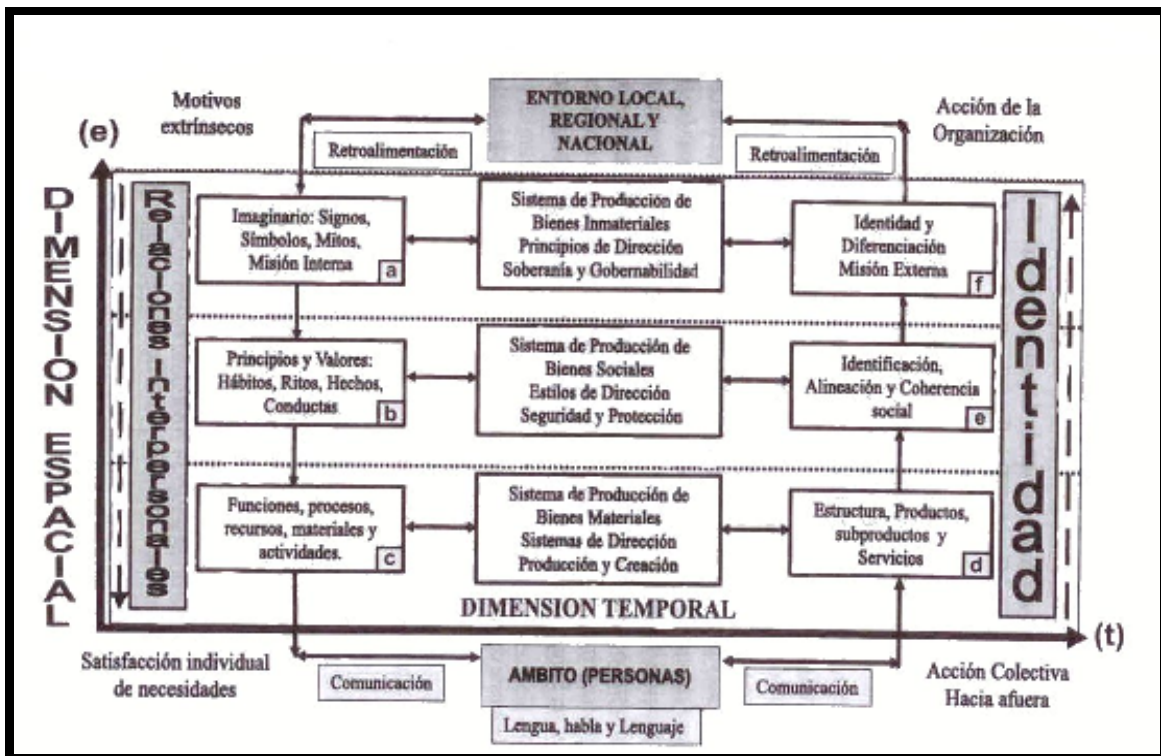 Motivos
extrínsecos
ENTORNO LOCAL,
REGIONAL Y
NACIONAL
Acción de la
Organización
(e)
Retroalimentación
Retroalimentación
DIMENSION ESPACIAL
Relaciones Interpersonales
Imaginario: Signos,
Símbolos, Mitos,
Misión Interna
a
Sistema de Producción de
Bienes Inmateriales
Principios de Dirección
Soberanía y Gobernabilidad
Identidad y
Diferenciación
Misión Externa
f
Identidad
Principios y Valores:
Hábitos, Ritos, Hechos,
Conductas
b
Sistema de Producción de
Bienes Sociales
Estilos de Dirección
Seguridad y Protección
Identificación,
Alineación y Coherencia
social
e
Funciones, procesos,
recursos, materiales y
actividades.
c
Sistema de Producción de
Bienes Materiales
Sistemas de Dirección
Producción y Creación
Estructura, Productos,
subproductos y
Servicios
d
DIMENSION TEMPORAL
(t)
Satisfacción individual
de necesidades
Comunicación
AMBITO (PERSONAS)
Comunicación
Acción Colectiva
Hacia afuera
Lengua, habla y Lenguaje